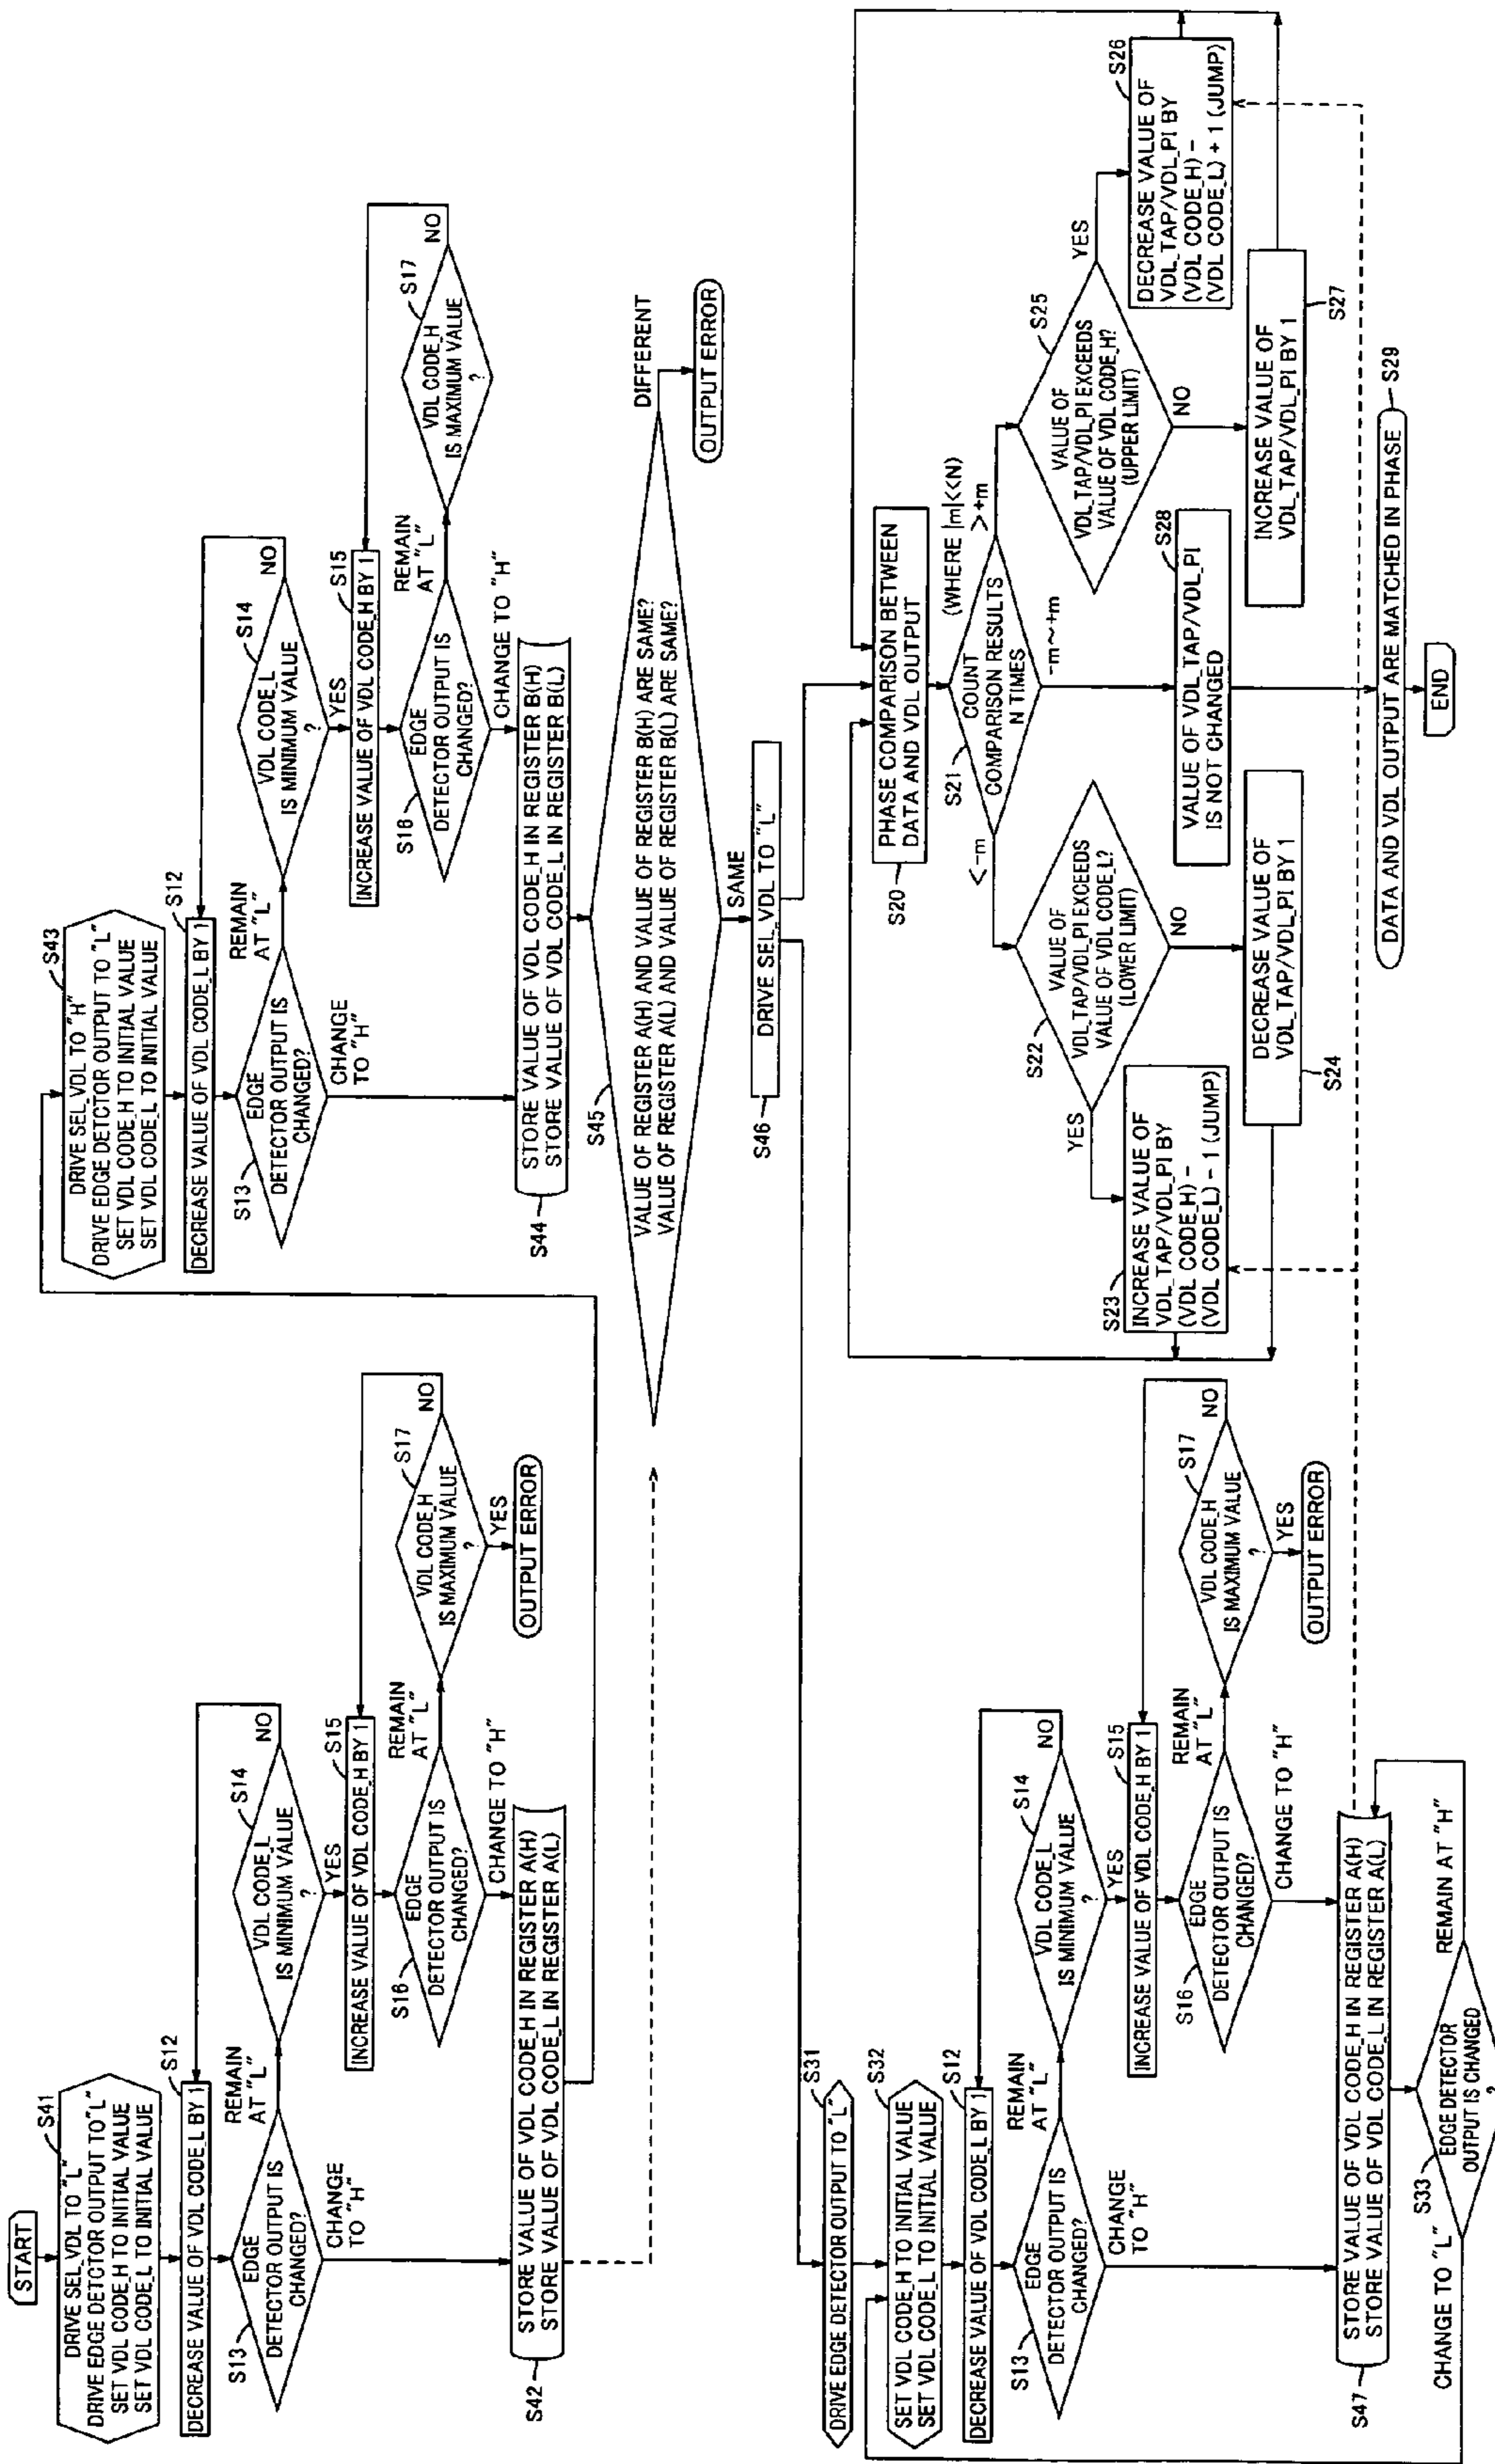 START
DRIVE SEL_VDL TO "L"
DRIVE EDGE DETCTOR OUTPUT TO "L"
SET VDL CODE_H TO INITIAL VALUE
SET VDL CODE_L TO INITIAL VALUE
S41
DECREASE VALUE OF VDL CODE_L BY 1
S12
S13
EDGE
DETECTOR OUTPUT IS
CHANGED?
REMAIN
AT "L"
CHANGE
TO "H"
S14
VDL CODE_L
IS MINIMUM VALUE
?
NO
YES
INCREASE VALUE OF VDL CODE_H BY 1
S15
S16
EDGE
DETECTOR OUTPUT IS
CHANGED?
REMAIN
AT "L"
CHANGE TO "H"
S17
VDL CODE_H
IS MAXIMUM VALUE
?
NO
YES
OUTPUT ERROR
STORE VALUE OF VDL CODE_H IN REGISTER A(H)
STORE VALUE OF VDL CODE_L IN REGISTER A(L)
S42
DRIVE SEL_VDL TO "H"
DRIVE EDGE DETCTOR OUTPUT TO "L"
SET VDL CODE_H TO INITIAL VALUE
SET VDL CODE_L TO INITIAL VALUE
S43
DECREASE VALUE OF VDL CODE_L BY 1
S12
S13
EDGE
DETECTOR OUTPUT IS
CHANGED?
REMAIN
AT "L"
CHANGE
TO "H"
S14
VDL CODE_L
IS MINIMUM VALUE
?
NO
YES
INCREASE VALUE OF VDL CODE_H BY 1
S15
S16
EDGE
DETECTOR OUTPUT IS
CHANGED?
REMAIN
AT "L"
CHANGE TO "H"
S17
VDL CODE_H
IS MAXIMUM VALUE
?
NO
STORE VALUE OF VDL CODE_H IN REGISTER B(H)
STORE VALUE OF VDL CODE_L IN REGISTER B(L)
S44
S45
VALUE OF REGISTER A(H) AND VALUE OF REGISTER B(H) ARE SAME?
VALUE OF REGISTER A(L) AND VALUE OF REGISTER B(L) ARE SAME?
DIFFERENT
OUTPUT ERROR
SAME
DRIVE SEL_VDL TO "L"
S46
DRIVE EDGE DETECTOR OUTPUT TO "L"
S31
SET VDL CODE_H TO INITIAL VALUE
SET VDL CODE_L TO INITIAL VALUE
S32
DECREASE VALUE OF VDL CODE_L BY 1
S12
S13
EDGE
DETECTOR OUTPUT IS
CHANGED?
REMAIN
AT "L"
CHANGE
TO "H"
S14
VDL CODE_L
IS MINIMUM VALUE
?
NO
YES
INCREASE VALUE OF VDL CODE_H BY 1
S15
S16
EDGE
DETECTOR OUTPUT IS
CHANGED?
REMAIN
AT "L"
CHANGE TO "H"
S17
VDL CODE_H
IS MAXIMUM VALUE
?
NO
YES
OUTPUT ERROR
STORE VALUE OF VDL CODE_H IN REGISTER A(H)
STORE VALUE OF VDL CODE_L IN REGISTER A(L)
S47
S33
EDGE DETECTOR
OUTPUT IS CHANGED
?
CHANGE TO "L"
REMAIN AT "H"
PHASE COMPARISON BETWEEN
DATA AND VDL OUTPUT
S20
S21
COUNT
COMPARISON RESULTS
N TIMES
(WHERE |m|<<N)
<-m
-m~+m
>+m
S22
VALUE OF
VDL_TAP/VDL_PI EXCEEDS
VALUE OF VDL CODE_L?
(LOWER LIMIT)
YES
NO
S23
INCREASE VALUE OF
VDL_TAP/VDL_PI BY
(VDL CODE_H) -
(VDL CODE_L) - 1 (JUMP)
DECREASE VALUE OF
VDL_TAP/VDL_PI BY 1
S24
S25
VALUE OF
VDL_TAP/VDL_PI EXCEEDS
VALUE OF VDL CODE_H?
(UPPER LIMIT)
YES
NO
S26
DECREASE VALUE OF
VDL_TAP/VDL_PI BY
(VDL CODE_H) -
(VDL CODE_L) + 1 (JUMP)
INCREASE VALUE OF
VDL_TAP/VDL_PI BY 1
S27
S28
VALUE OF VDL_TAP/VDL_PI
IS NOT CHANGED
DATA AND VDL OUTPUT ARE MATCHED IN PHASE
S29
END